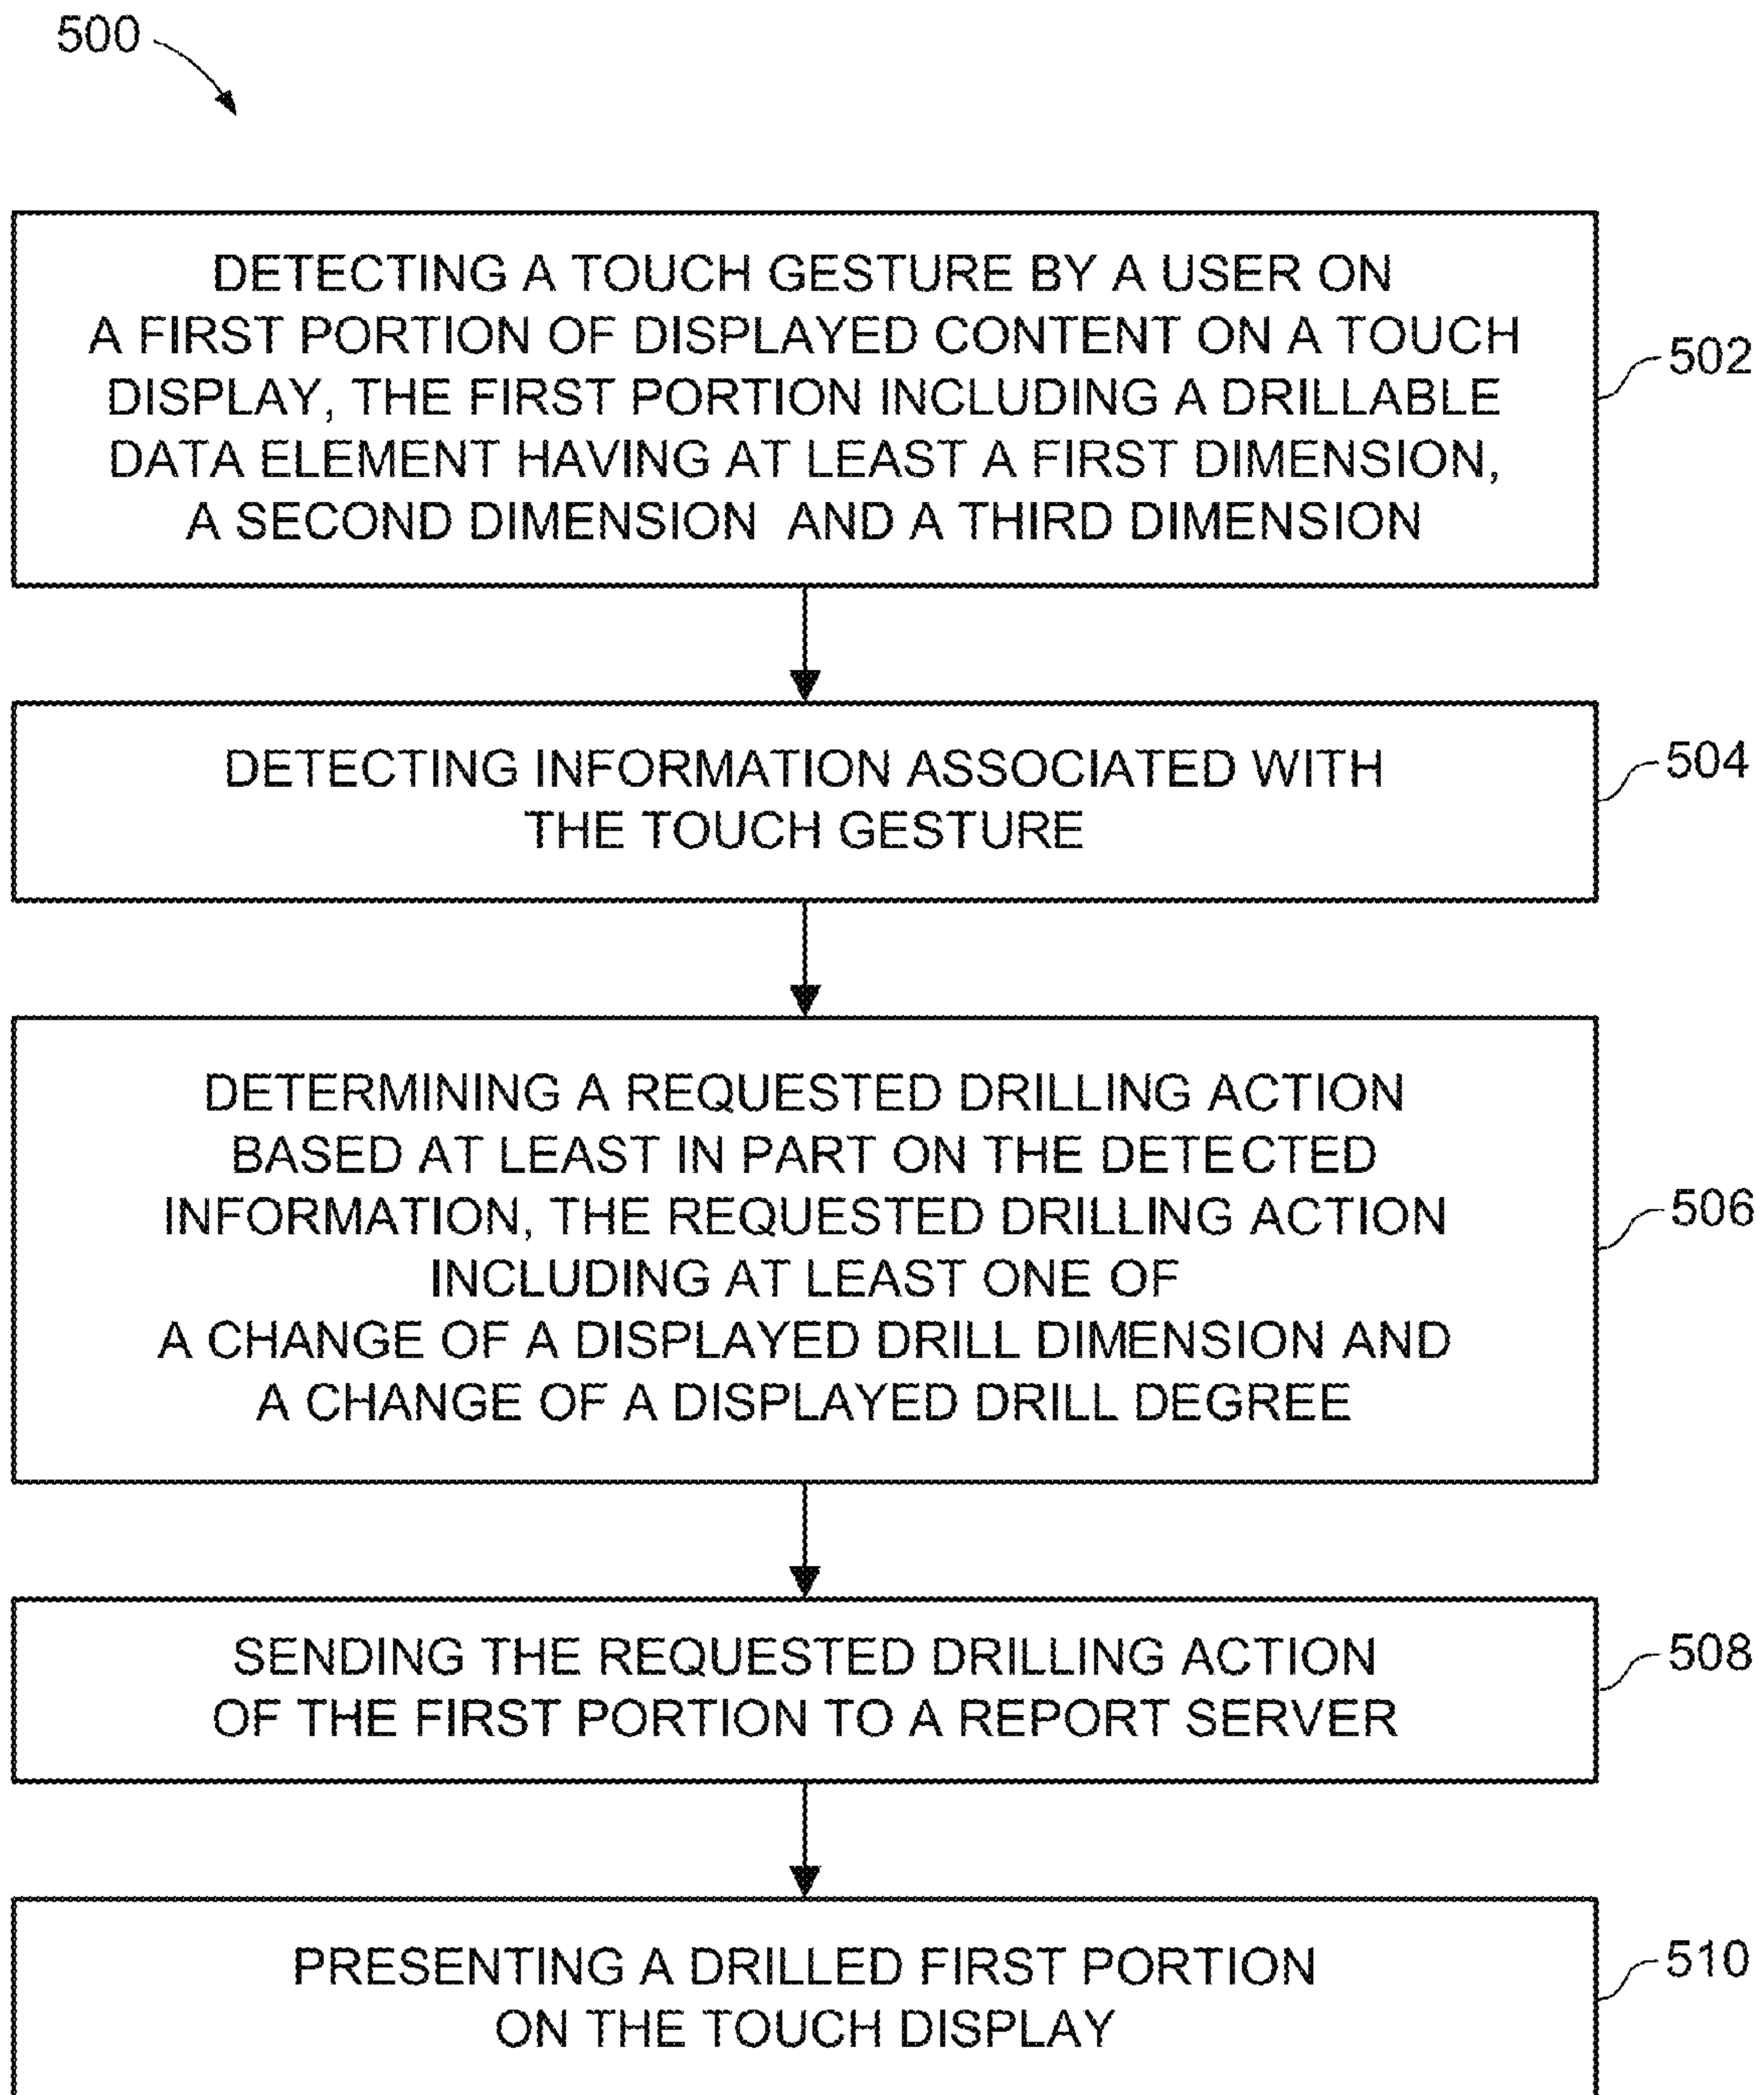 500
DETECTING A TOUCH GESTURE BY A USER ON
A FIRST PORTION OF DISPLAYED CONTENT ON A TOUCH
DISPLAY, THE FIRST PORTION INCLUDING A DRILLABLE
DATA ELEMENT HAVING AT LEAST A FIRST DIMENSION,
A SECOND DIMENSION AND A THIRD DIMENSION
502
DETECTING INFORMATION ASSOCIATED WITH
THE TOUCH GESTURE
504
DETERMINING A REQUESTED DRILLING ACTION
BASED AT LEAST IN PART ON THE DETECTED
INFORMATION, THE REQUESTED DRILLING ACTION
INCLUDING AT LEAST ONE OF
A CHANGE OF A DISPLAYED DRILL DIMENSION AND
A CHANGE OF A DISPLAYED DRILL DEGREE
506
SENDING THE REQUESTED DRILLING ACTION
OF THE FIRST PORTION TO A REPORT SERVER
508
PRESENTING A DRILLED FIRST PORTION
ON THE TOUCH DISPLAY
510